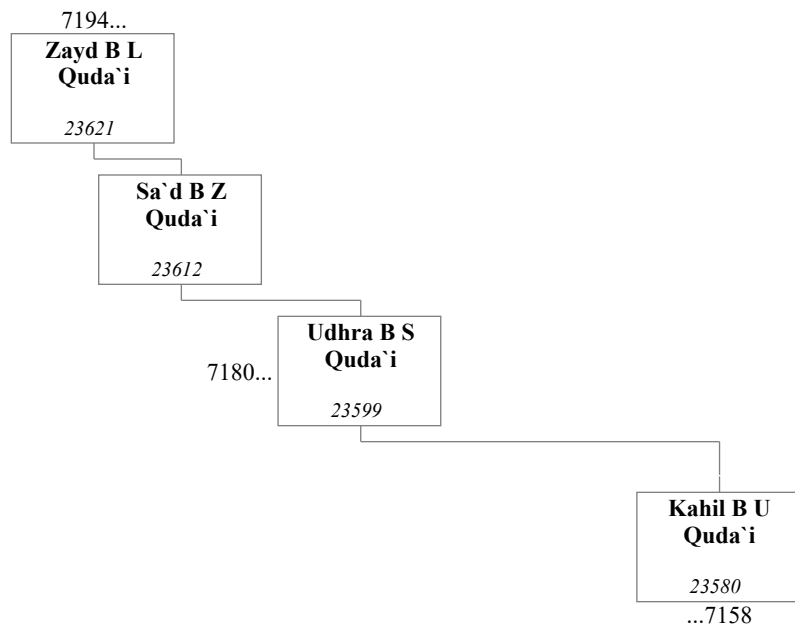 7194...
Zayd B L
Quda`i
23621
Sa`d B Z
Quda`i
23612
Udhra B S
Quda`i
7180...
23599
Kahil B U
Quda`i
23580
...7158